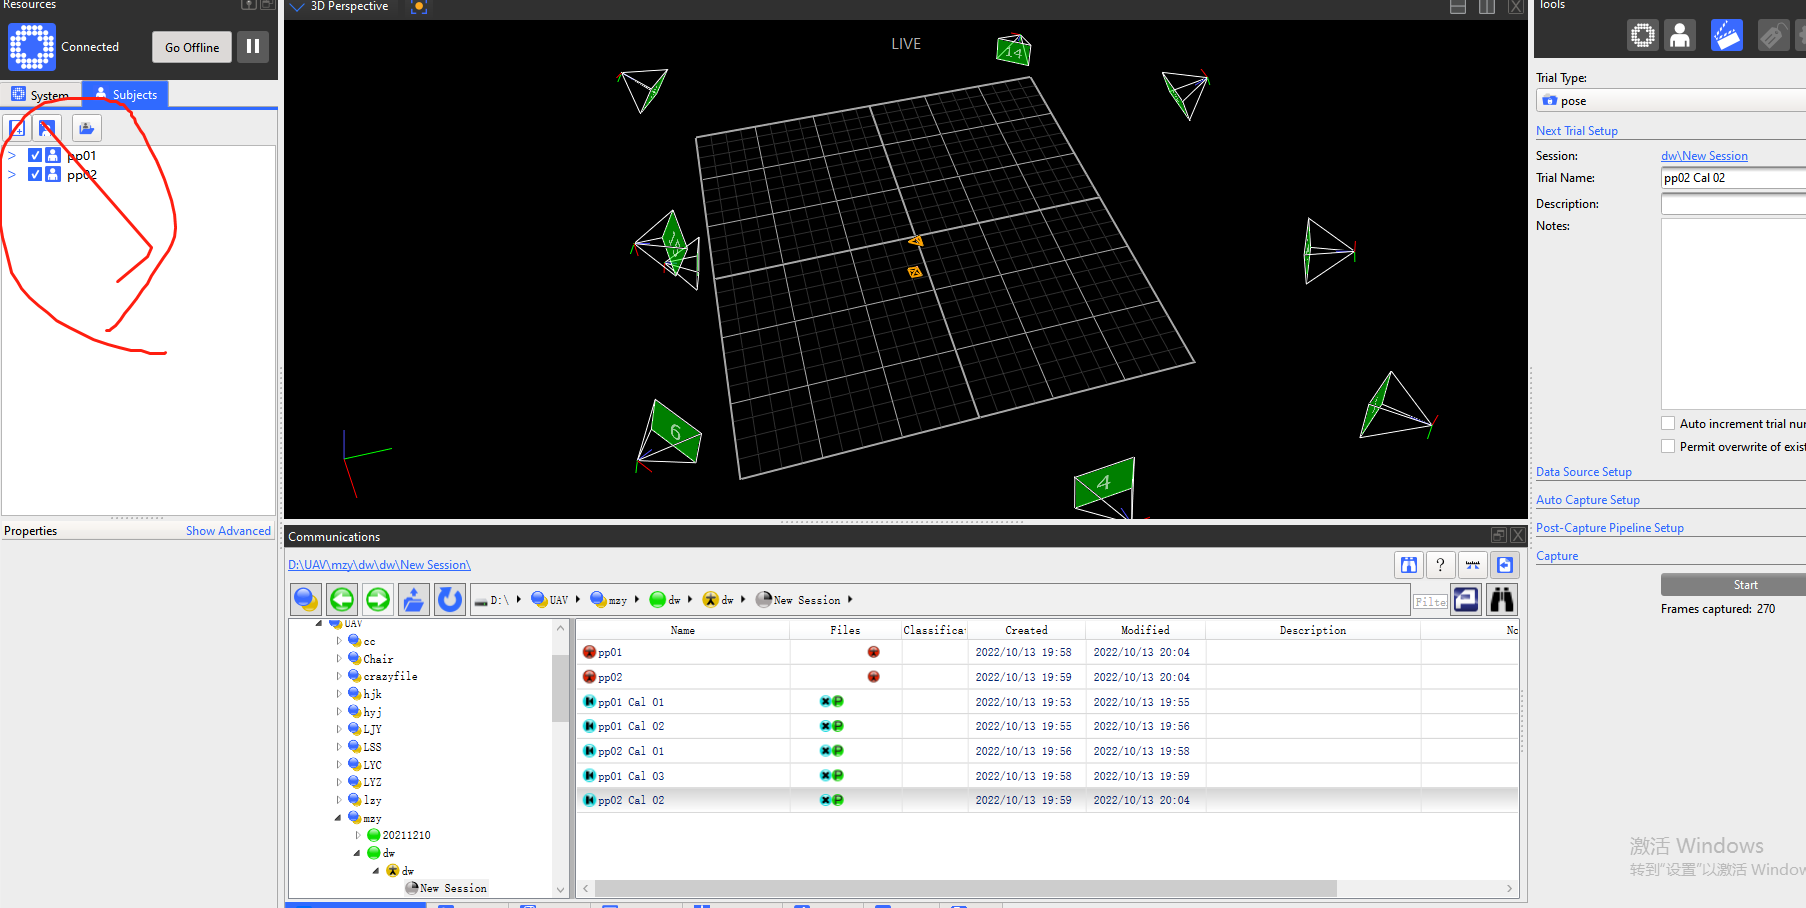 Resources
Connected
Go Offline
System
Subjects
pp01
pp02
Properties
Show Advanced
3D Perspective
LIVE
14
6
4
Communications
D:\UAV\mzy\dw\dw\New Session\
?
D:\
UAV
mzy
dw
dw
New Session
Filte
UAV
cc
Chair
crazyfile
hjk
hyj
LJY
LSS
LYC
LYZ
lzy
mzy
20211210
dw
dw
New Session
Name Files Classifica Created Modified Description No
pp01 2022/10/13 19:58 2022/10/13 20:04
pp02 2022/10/13 19:59 2022/10/13 20:04
pp01 Cal 01 2022/10/13 19:53 2022/10/13 19:55
pp01 Cal 02 2022/10/13 19:55 2022/10/13 19:56
pp02 Cal 01 2022/10/13 19:56 2022/10/13 19:58
pp01 Cal 03 2022/10/13 19:58 2022/10/13 19:59
pp02 Cal 02 2022/10/13 19:59 2022/10/13 20:04
Tools
Trial Type:
pose
Next Trial Setup
Session: dw\New Session
Trial Name: pp02 Cal 02
Description:
Notes:
Auto increment trial nu
Permit overwrite of exist
Data Source Setup
Auto Capture Setup
Post-Capture Pipeline Setup
Capture
Start
Frames captured: 270
激活 Windows
转到"设置"以激活 Window